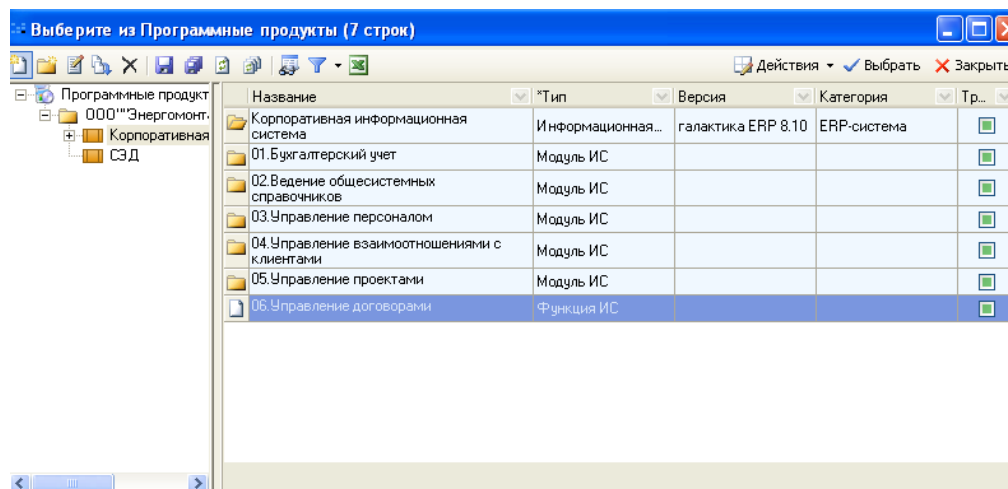 Выберите из Программные продукты (7 строк)
Действия Выбрать Закрыть
Программные продукт
ООО'""Энергомонт
Корпоративная
СЭД
Название *Тип Версия Категория Тр...
Корпоративная информационная
система
Информационная... галактика ERP 8.10 ERP-система
01.Бухгалтерский учет Модуль ИС
02.Ведение общесистемных
справочников
Модуль ИС
03.Управление персоналом Модуль ИС
04.Управление взаимоотношениями с
клиентами
Модуль ИС
05.Управление проектами Модуль ИС
06.Управление договорами Функция ИС